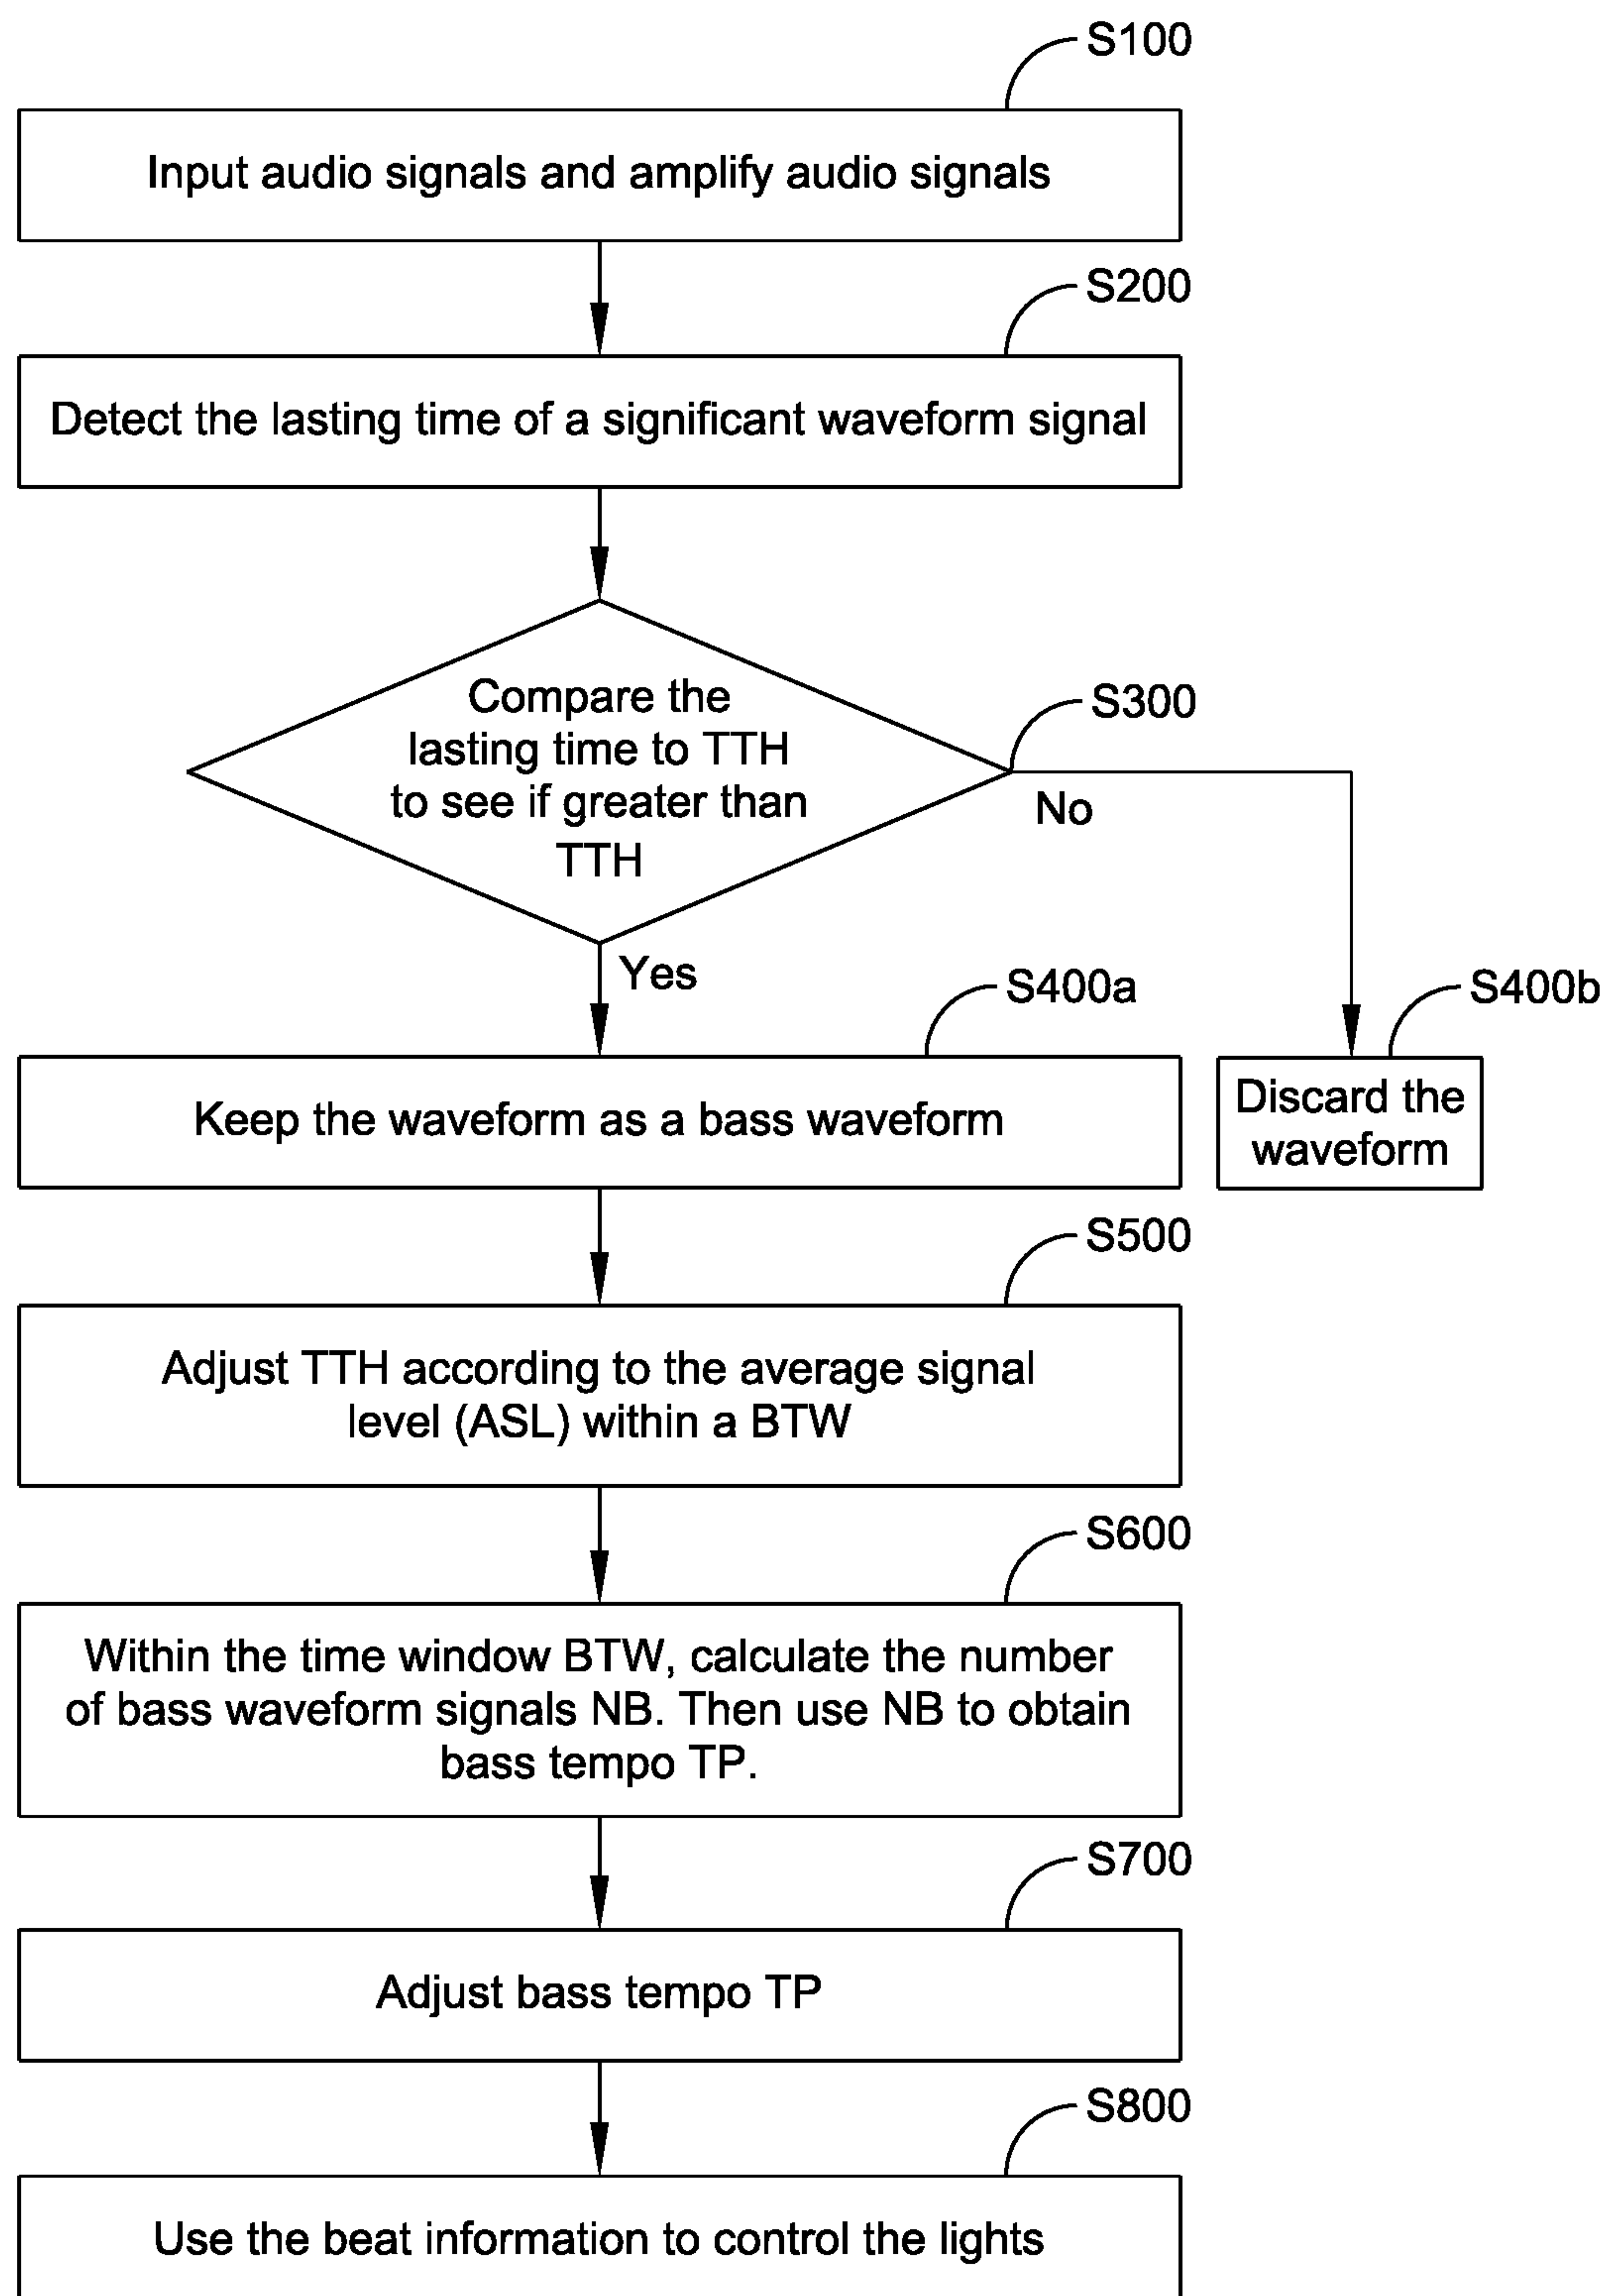 S100
Input audio signals and amplify audio signals
S200
Detect the lasting time of a significant waveform signal
S300
Compare the
lasting time to TTH
to see if greater than
TTH
No
Yes
S400a
Keep the waveform as a bass waveform
S400b
Discard the
waveform
S500
Adjust TTH according to the average signal
level (ASL) within a BTW
S600
Within the time window BTW, calculate the number
of bass waveform signals NB. Then use NB to obtain
bass tempo TP.
S700
Adjust bass tempo TP
S800
Use the beat information to control the lights